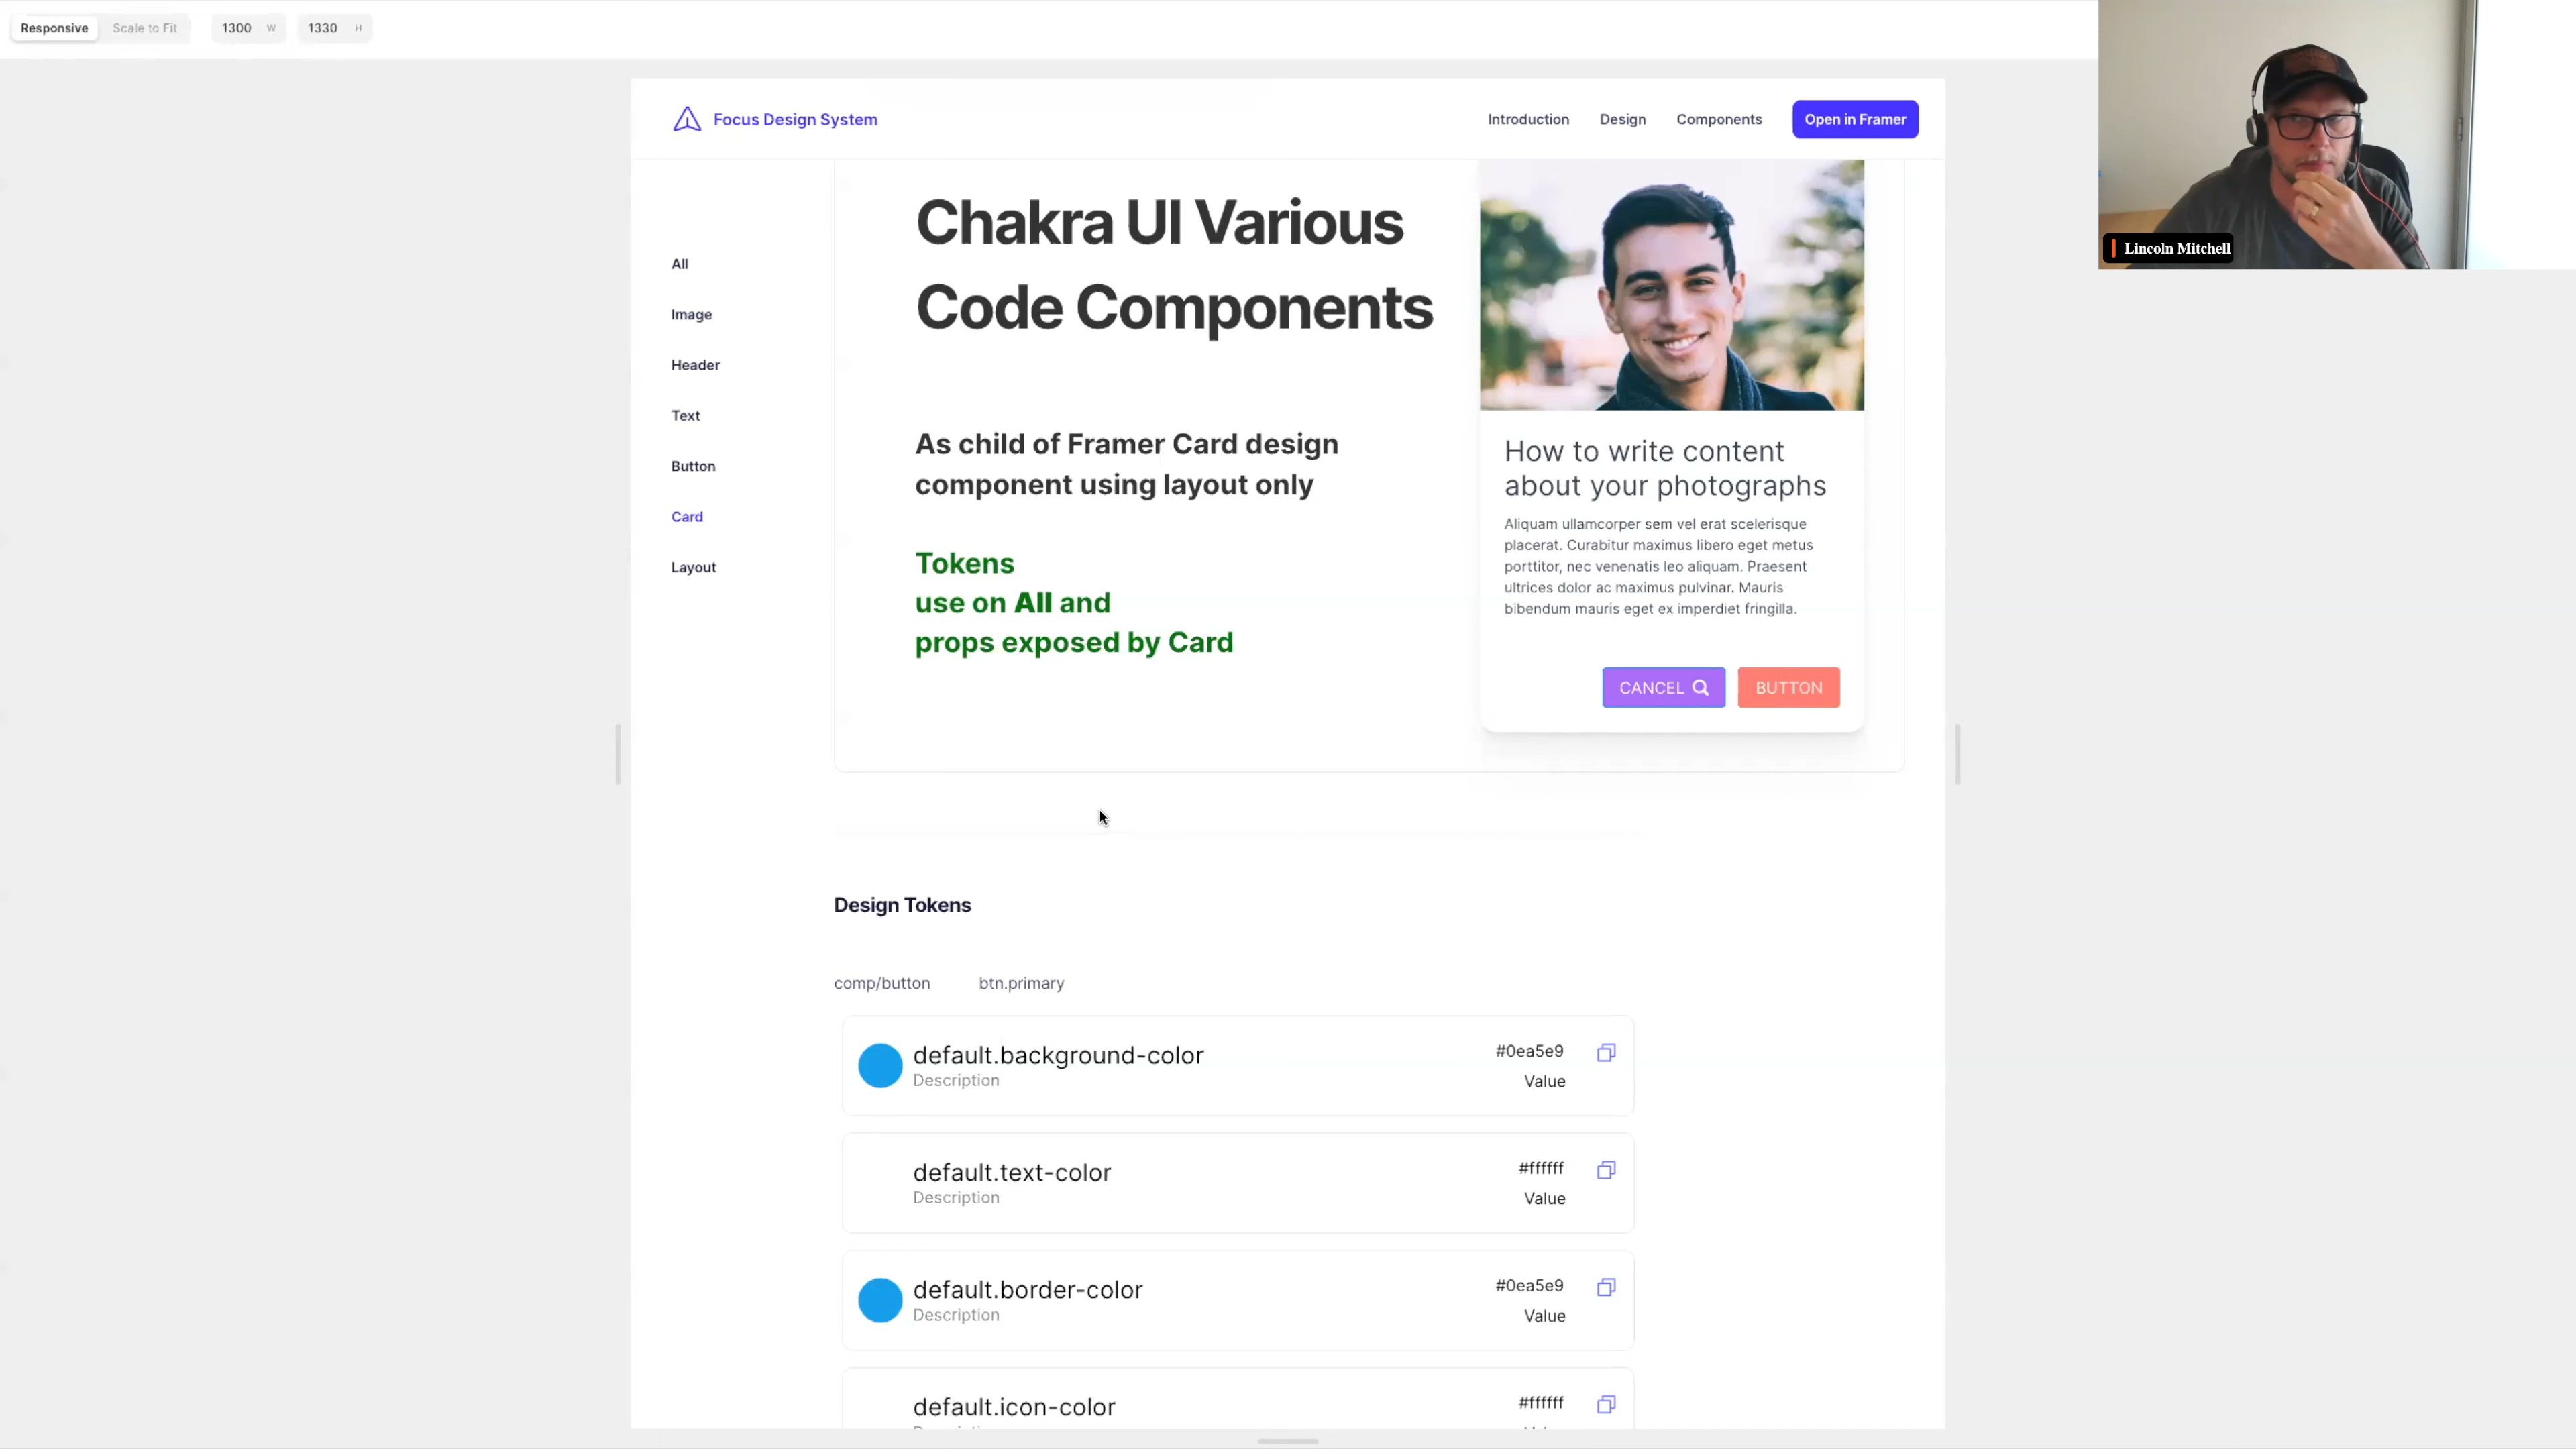 Responsive
Scale to Fit
1300 W
1330 H
Lincoln Mitchell
Focus Design System
Introduction
Design
Components
Open in Framer
All
Image
Header
Text
Button
Card
Layout
Chakra UI Various
Code Components
As child of Framer Card design
component using layout only
Tokens
use on All and
props exposed by Card
How to write content
about your photographs
Aliquam ullamcorper sem vel erat scelerisque
placerat. Curabitur maximus libero eget metus
porttitor, nec venenatis leo aliquam. Praesent
ultrices dolor ac maximus pulvinar. Mauris
bibendum mauris eget ex imperdiet fringilla.
CANCEL
BUTTON
Design Tokens
comp/button
btn.primary
default.background-color
Description
#0ea5e9
Value
default.text-color
Description
#ffffff
Value
default.border-color
Description
#0ea5e9
Value
default.icon-color
#ffffff